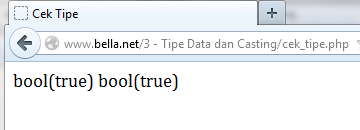 Cek Tipe
www.bella.net/3 - Tipe Data dan Casting/cek_tipe.php
bool(true) bool(true)